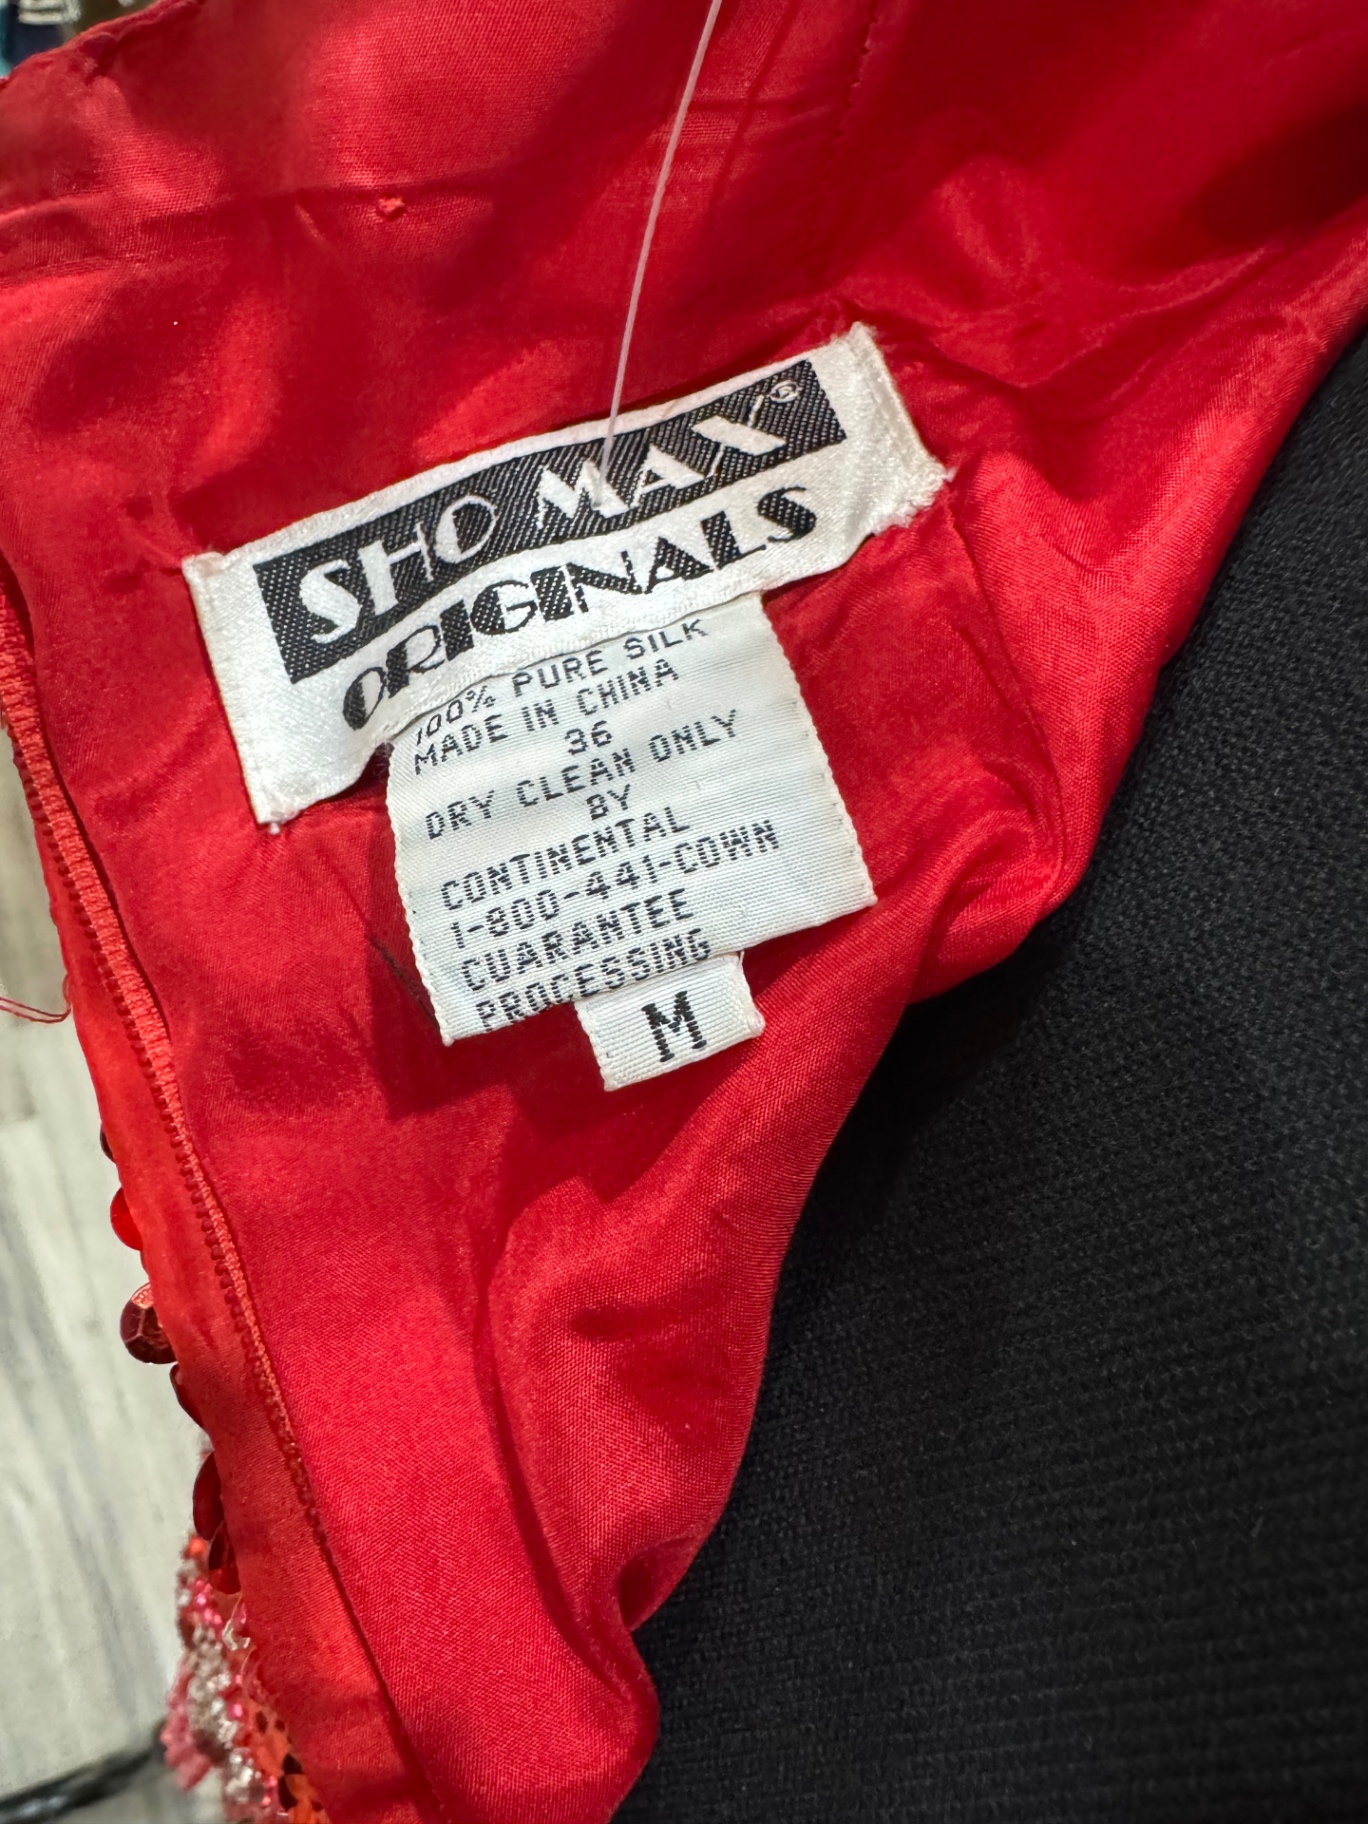 SHO MAX®
ORIGINALS
100% PURE SILK
MADE IN CHINA
36
DRY CLEAN ONLY
BY
CONTINENTAL
1-800-441-COWN
CUARANTEE
PROCESSING
M